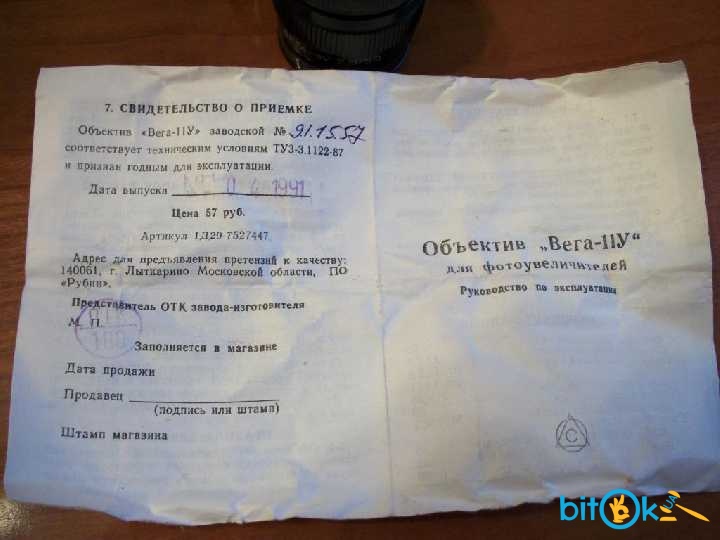 7. СВИДЕТЕЛЬСТВО О ПРИЕМКЕ
Объектив «Вега-11У» заводской № 911557
соответствует техническим условиям ТУ3-3.1122-87
и признан годным для эксплуатации.
Дата выпуска 1991
Цена 57 руб.
Артикул 1Д29-7527447
Адрес для предъявления претензий к качеству:
140061, г. Лыткарино Московской области, ПО
«Рубин».
Представитель ОТК завода-изготовителя
М. П.
Заполняется в магазине
Дата продажи
Продавец
(подпись или штамп)
Штамп магазина
Объектив „Вега-11У“
для фотоувеличителей
Руководство по эксплуатации
С
bitOk
UA